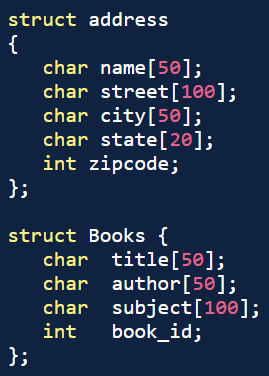 struct address
{
   char name[50];
   char street[100];
   char city[50];
   char state[20];
   int zipcode;
};

struct Books {
   char  title[50];
   char  author[50];
   char  subject[100];
   int   book_id;
};